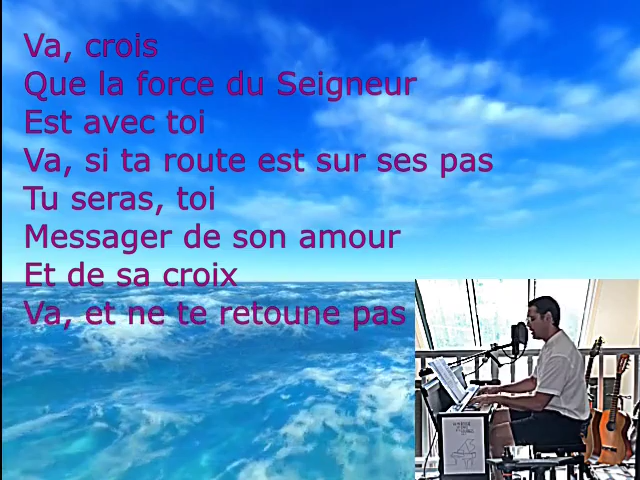 Va, crois
Que la force du Seigneur
Est avec toi
Va, si ta route est sur ses pas
Tu seras, toi
Messager de son amour
Et de sa croix
Va, et ne te retoune pas